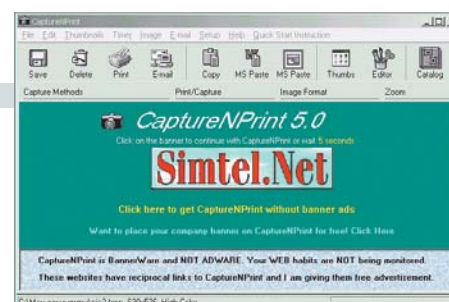 CaptureNPrint
File Edit Thumbnails Timer Image E-mail Setup Help Quick Start Instruction
Save Delete Print E-mail Copy MS Paste MS Paste Thumbs Editor Catalog
Capture Methods Print/Capture Image Format Zoom
CaptureNPrint 5.0
Click on the banner to continue with CaptureNPrint or wait 5 seconds
Simtel.Net
Click here to get CaptureNPrint without banner ads
Want to place your company banner on CaptureNPrint for free! Click Here
CaptureNPrint is BannerWare and NOT ADWARE. Your WEB habits are NOT being monitored.
These websites have reciprocal links to CaptureNPrint and I am giving them free advertisement.